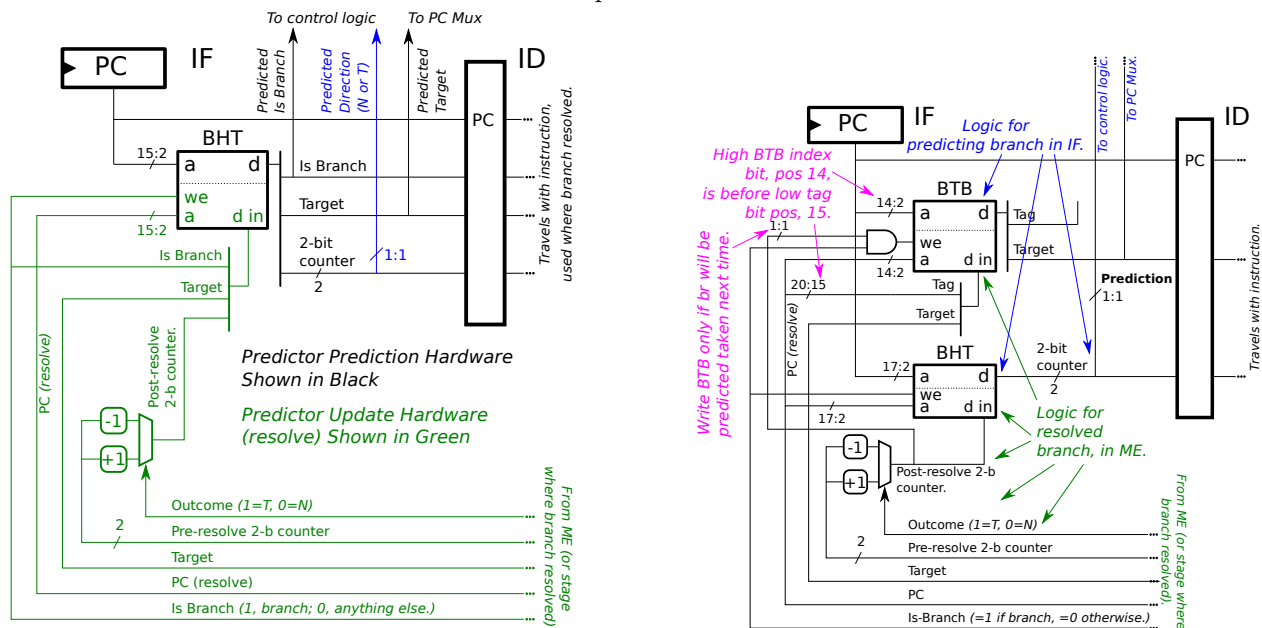 To control logic
To PC Mux
IF
ID
PC
Predicted
Is Branch
Predicted
Direction
(N or T)
Predicted
Target
PC
BHT
15:2
a
d
we
a
d in
15:2
Is Branch
Target
2-bit
counter
2
1:1
Travels with instruction,
used where branch resolved.
Is Branch
Target
PC (resolve)
Post-resolve
2-b counter.
Predictor Prediction Hardware
Shown in Black
Predictor Update Hardware
(resolve) Shown in Green
-1
+1
2
Outcome (1=T, 0=N)
Pre-resolve 2-b counter
Target
PC (resolve)
Is Branch (1, branch; 0, anything else.)
From ME (or stage
where branch resolved)
To control logic.
To PC Mux.
IF
ID
PC
PC
Logic for
predicting branch in IF.
High BTB index
bit, pos 14,
is before low tag
bit pos, 15.
BTB
14:2
a
d
we
a
d in
14:2
1:1
Tag
Target
20:15
Tag
Target
Prediction
1:1
Write BTB only if br will be
predicted taken next time.
PC (resolve)
Travels with instruction.
BHT
17:2
a
d
we
a
d in
17:2
2-bit
counter
2
Logic for
resolved
branch, in ME.
-1
+1
Post-resolve 2-b
counter.
2
Outcome (1=T, 0=N)
Pre-resolve 2-b counter
Target
PC
Is-Branch (=1 if branch, =0 otherwise.)
From ME (or stage where
branch resolved).